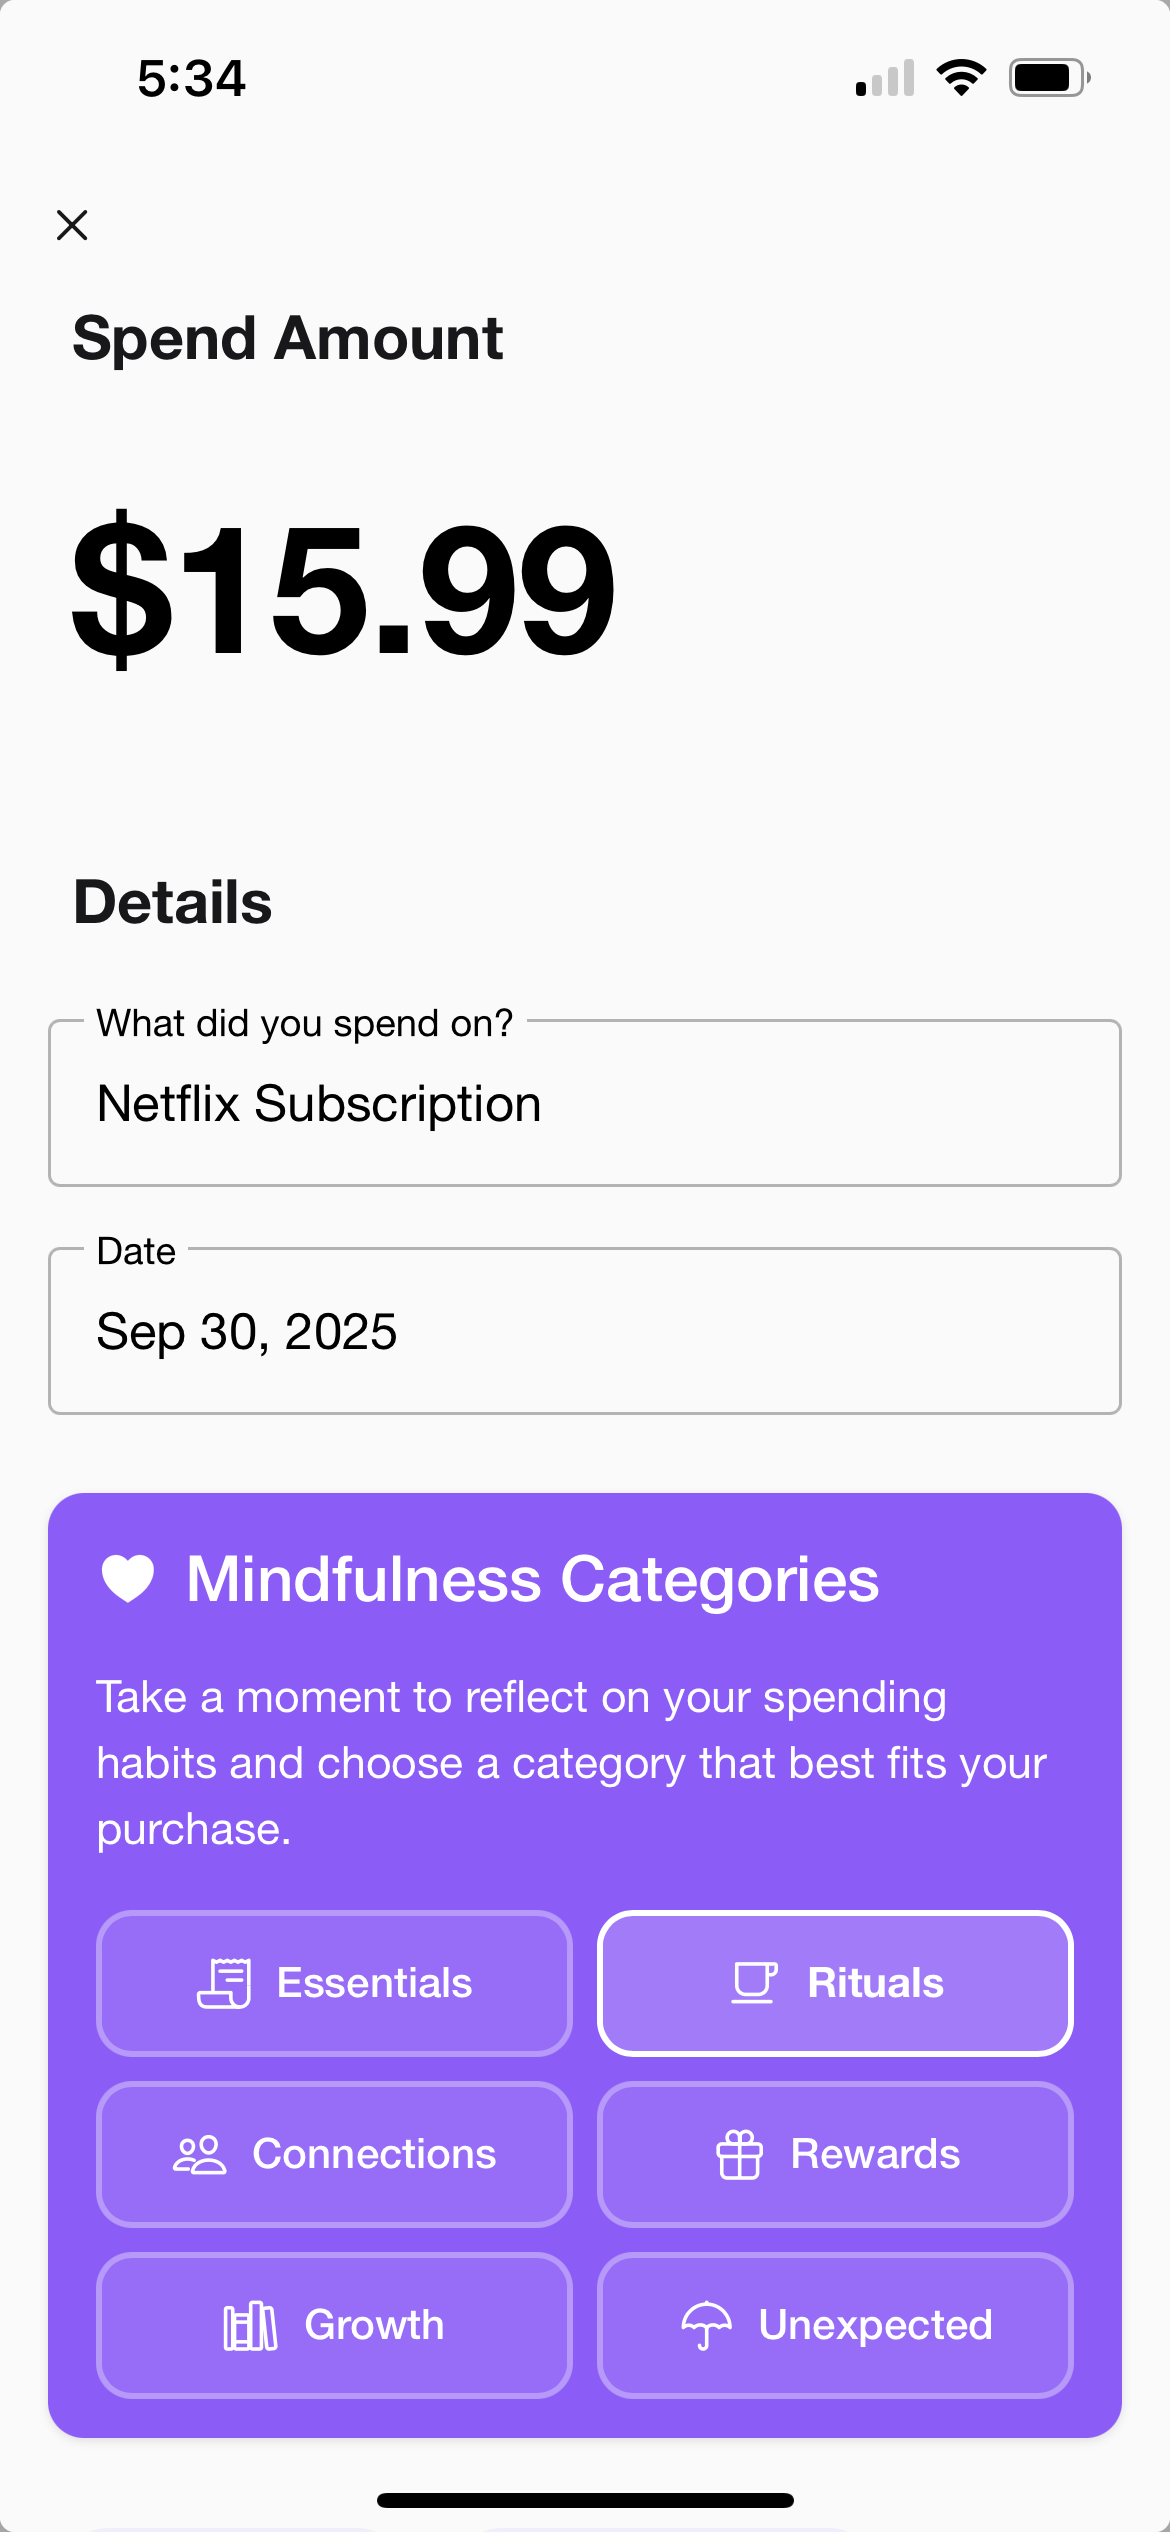 5:34
Spend Amount
$15.99
Details
What did you spend on?
Netflix Subscription
Date
Sep 30, 2025
Mindfulness Categories
Take a moment to reflect on your spending
habits and choose a category that best fits your
purchase.
Essentials
Rituals
Connections
Rewards
Growth
Unexpected